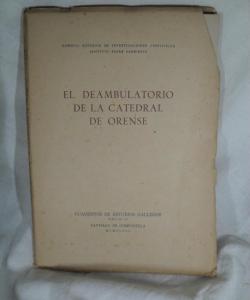 CONSEJO SUPERIOR DE INVESTIGACIONES CIENTIFICAS
INSTITUTO PADRE SARMIENTO
EL DEAMBULATORIO
DE LA CATEDRAL
DE ORENSE
CUADERNOS DE ESTUDIOS GALLEGOS
SANTIAGO DE COMPOSTELA